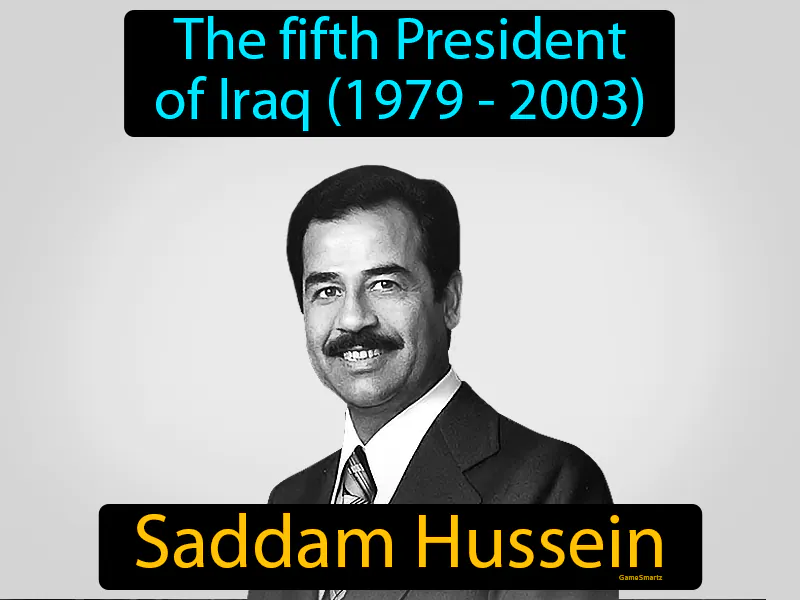 The fifth President
of Iraq (1979 - 2003)
Saddam Hussein
GameSmartz